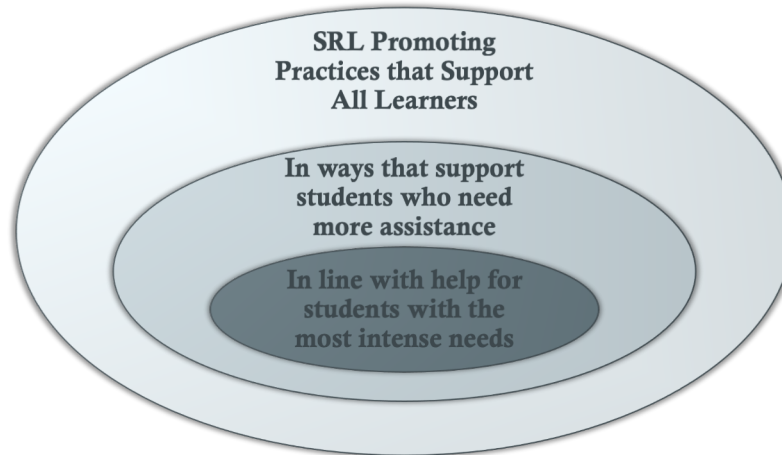 SRL Promoting
Practices that Support
All Learners
In ways that support
students who need
more assistance
In line with help for
students with the
most intense needs